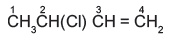 1 2 3 4
CH₃CH(Cl) CH = CH₂